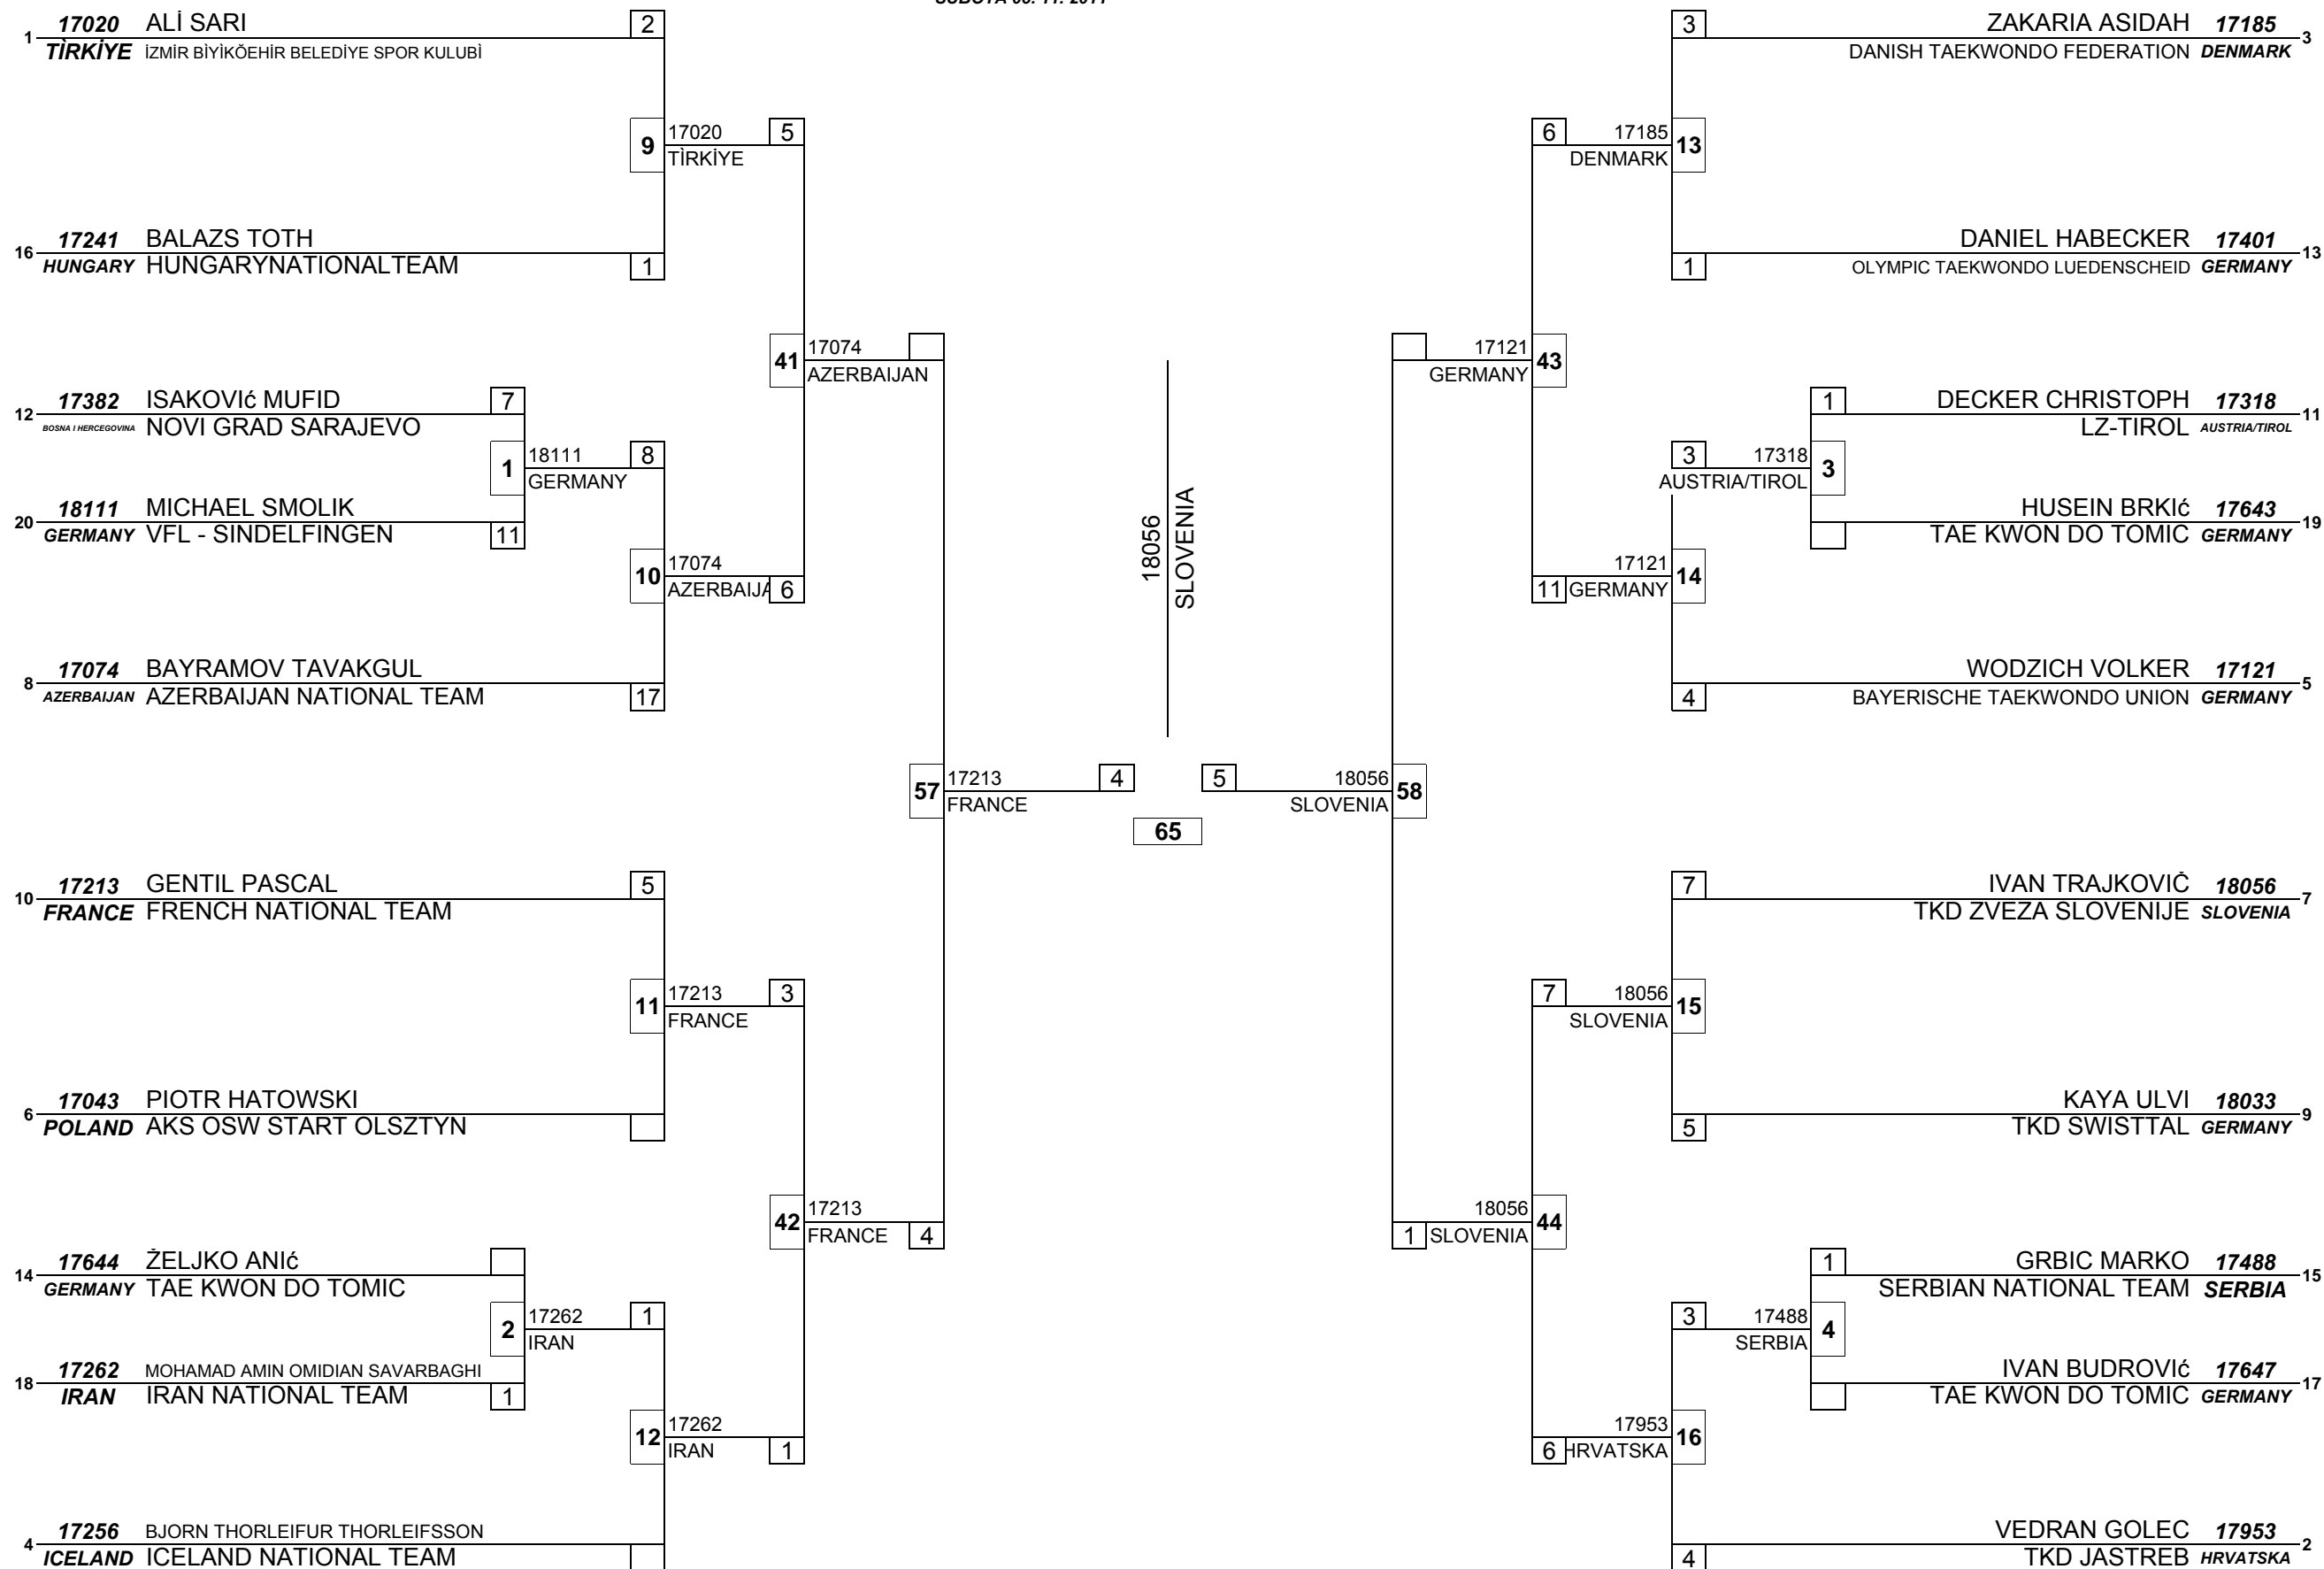 17020 ALİ SARI 2
1
TİRKİYE İZMİR BİYİKÖEHİR BELEDİYE SPOR KULUBİ
9 17020 5
TİRKİYE
17241 BALAZS TOTH
16
HUNGARY HUNGARYNATIONALTEAM 1
41 17074
AZERBAIJAN
17382 ISAKOVIć MUFID 7
12
BOSNA I HERCEGOVINA NOVI GRAD SARAJEVO
1 18111 8
GERMANY
18111 MICHAEL SMOLIK
20
GERMANY VFL - SINDELFINGEN 11
10 17074
AZERBAIJA 6
17074 BAYRAMOV TAVAKGUL
8
AZERBAIJAN AZERBAIJAN NATIONAL TEAM 17
57 17213 4
FRANCE
17213 GENTIL PASCAL 5
10
FRANCE FRENCH NATIONAL TEAM
11 17213 3
FRANCE
17043 PIOTR HATOWSKI
6
POLAND AKS OSW START OLSZTYN
42 17213
FRANCE 4
17644 ŽELJKO ANIć
14
GERMANY TAE KWON DO TOMIC
2 17262 1
IRAN
17262 MOHAMAD AMIN OMIDIAN SAVARBAGHI
18
IRAN IRAN NATIONAL TEAM 1
12 17262
IRAN 1
17256 BJORN THORLEIFUR THORLEIFSSON
4
ICELAND ICELAND NATIONAL TEAM
18056
SLOVENIA
65
3 ZAKARIA ASIDAH 17185
3
DANISH TAEKWONDO FEDERATION DENMARK
6 17185 13
DENMARK
DANIEL HABECKER 17401
13
1 OLYMPIC TAEKWONDO LUEDENSCHEID GERMANY
17121 43
GERMANY
1 DECKER CHRISTOPH 17318
11
LZ-TIROL AUSTRIA/TIROL
3 17318 3
AUSTRIA/TIROL
HUSEIN BRKIć 17643
19
TAE KWON DO TOMIC GERMANY
17121 14
11 GERMANY
WODZICH VOLKER 17121
5
4 BAYERISCHE TAEKWONDO UNION GERMANY
5 18056 58
SLOVENIA
7 IVAN TRAJKOVIČ 18056
7
TKD ZVEZA SLOVENIJE SLOVENIA
7 18056 15
SLOVENIA
KAYA ULVI 18033
9
5 TKD SWISTTAL GERMANY
18056 44
1 SLOVENIA
1 GRBIC MARKO 17488
15
SERBIAN NATIONAL TEAM SERBIA
3 17488 4
SERBIA
IVAN BUDROVIć 17647
17
TAE KWON DO TOMIC GERMANY
17953 16
6 HRVATSKA
VEDRAN GOLEC 17953
2
4 TKD JASTREB HRVATSKA